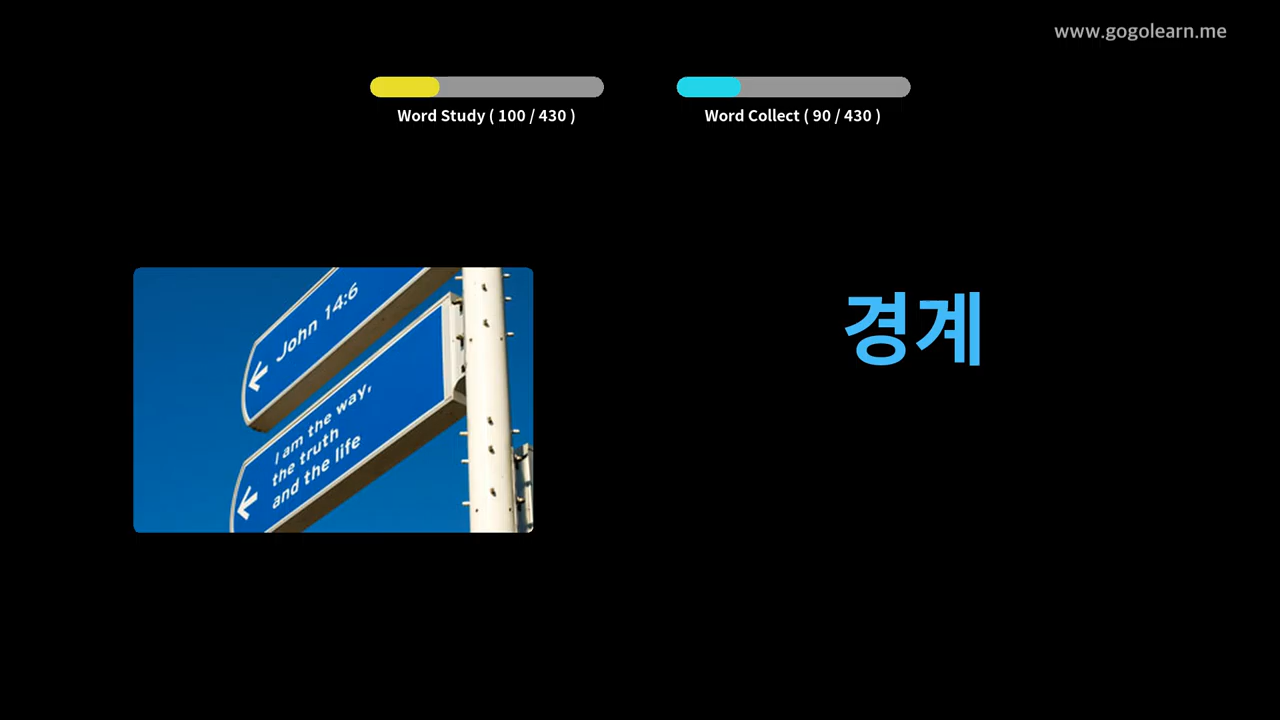 www.gogolearn.me
Word Study ( 100 / 430 )
Word Collect ( 90 / 430 )
John 14:6
I am the way,
the truth
and the life
경계